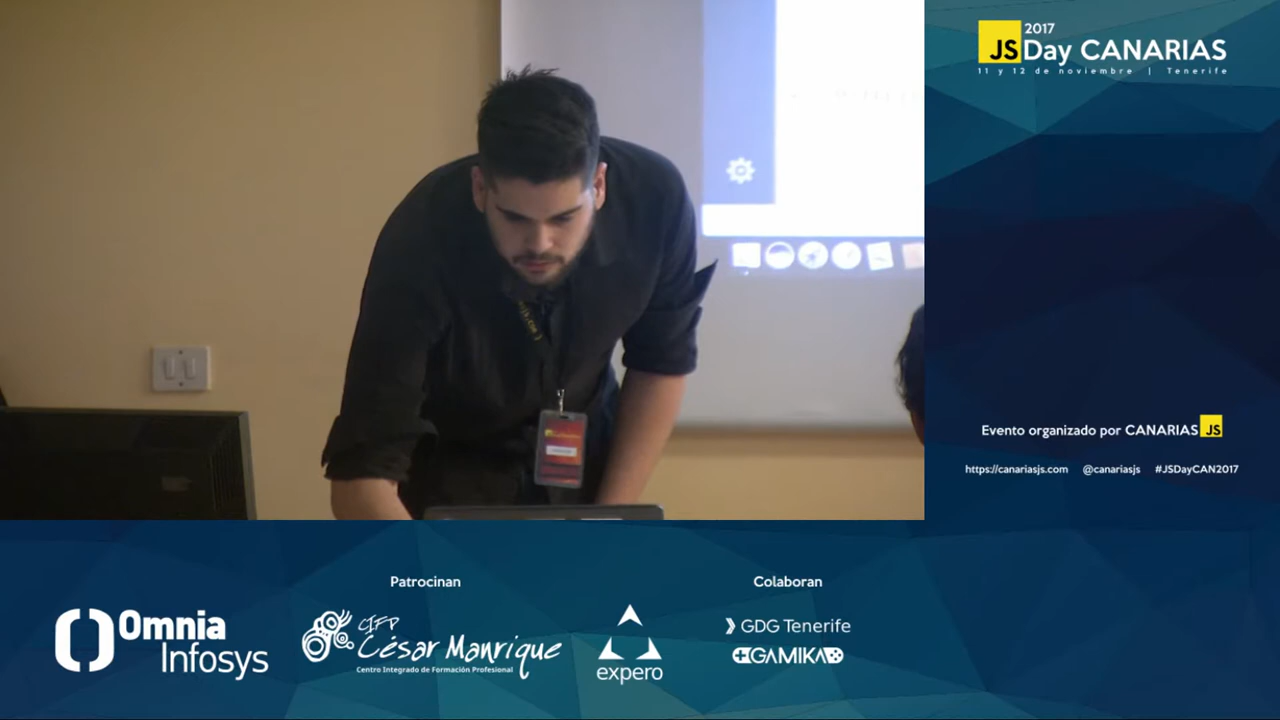 2017
JS Day CANARIAS
11 y 12 de noviembre | Tenerife
Evento organizado por CANARIAS JS
https://canariasjs.com @canariasjs #JSDayCAN2017
Patrocinan
Colaboran
Omnia
Infosys
CIFP
César Manrique
Centro Integrado de Formación Profesional
expero
GDG Tenerife
GAMIKA